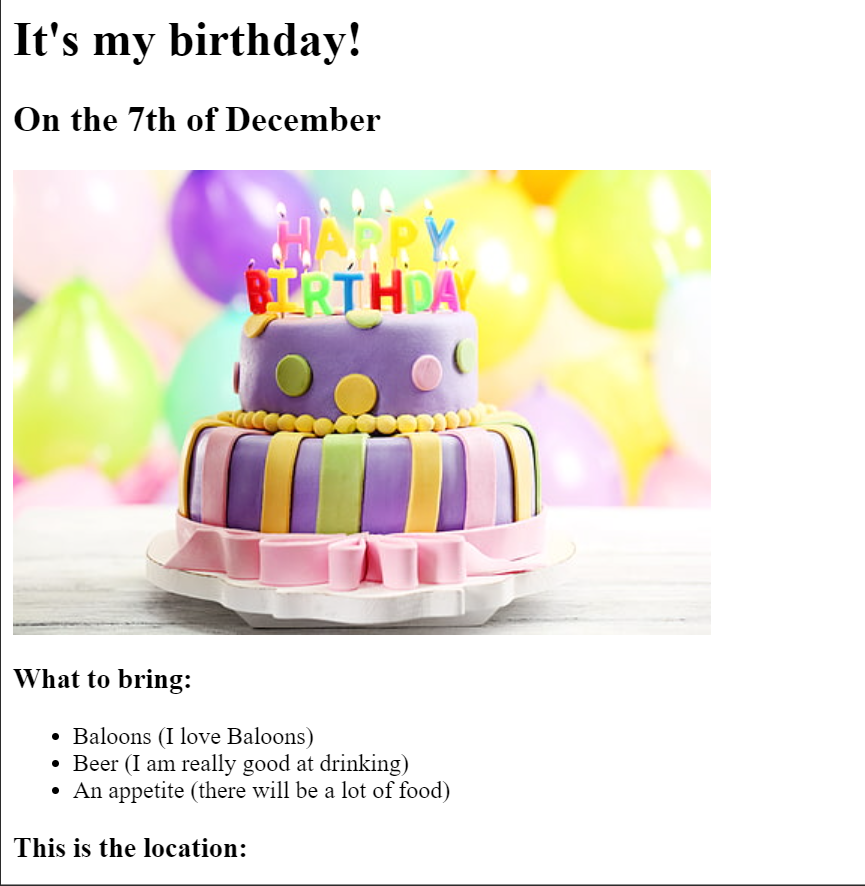 It's my birthday!
On the 7th of December
HAPPY
BIRTHDAY
What to bring:
Baloons (I love Baloons)
Beer (I am really good at drinking)
An appetite (there will be a lot of food)
This is the location: